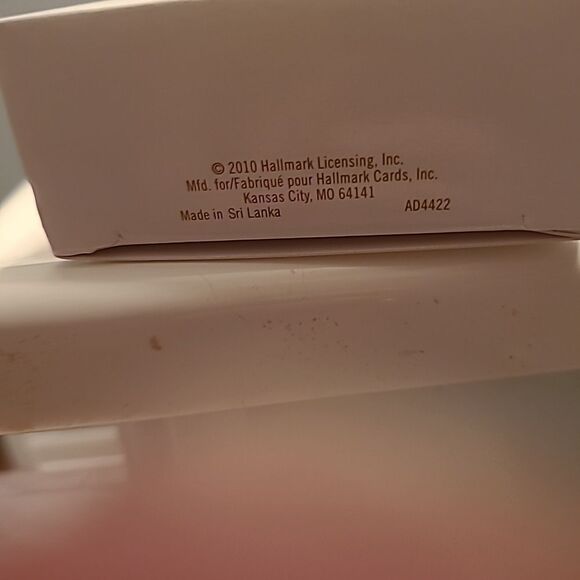 © 2010 Hallmark Licensing, Inc.
Mfd. for/Fabriqué pour Hallmark Cards, Inc.
Kansas City, MO 64141
Made in Sri Lanka AD4422